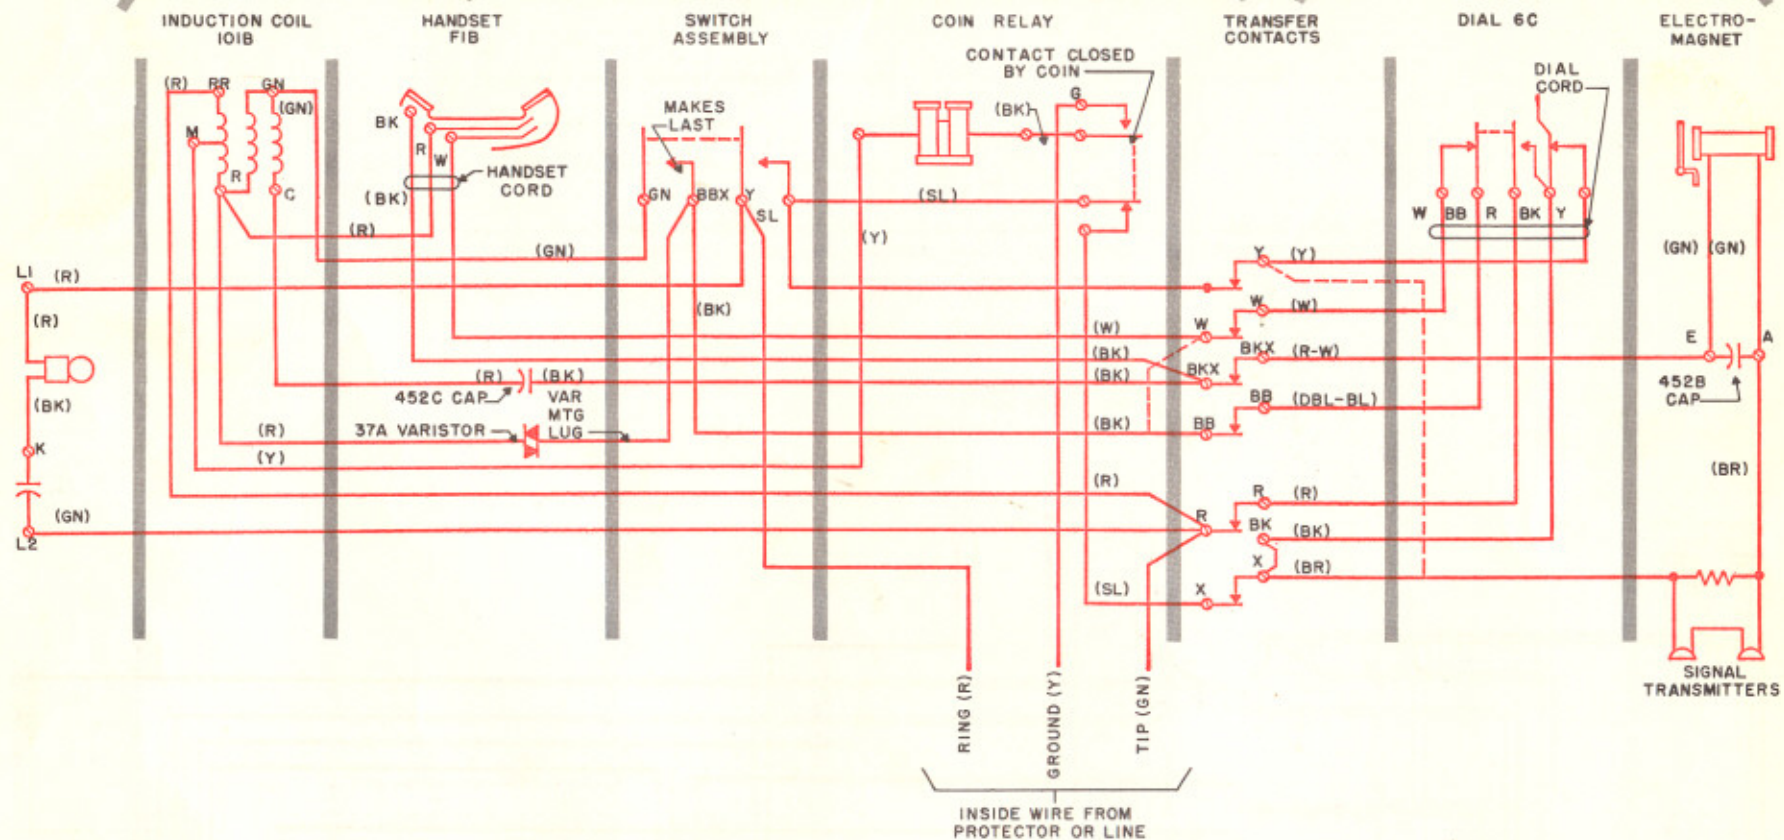 INDUCTION COIL
101B
HANDSET
F1B
SWITCH
ASSEMBLY
COIN RELAY
TRANSFER
CONTACTS
DIAL 6C
ELECTRO-
MAGNET
CONTACT CLOSED
BY COIN
DIAL
CORD
(R) RR GN
(GN)
M
R
C
BK
R
W
HANDSET
CORD
(BK)
(R)
(GN)
MAKES
LAST
GN
BBX
Y
SL
(BK)
G
(BK)
(SL)
(Y)
W BB R BK Y
(GN) (GN)
L1 (R)
(R)
(BK)
K
(GN)
L2
Y (Y)
W (W)
(W)
W
BKX (R-W)
(BK)
BKX
(BK)
E
A
452B
CAP
(R)
(BK)
452C CAP
VAR
MTG
LUG
37A VARISTOR
(R)
(Y)
BB (DBL-BL)
(BK)
BB
(BR)
(R)
R (R)
R
BK (BK)
X (BR)
(SL)
X
SIGNAL
TRANSMITTERS
RING (R)
GROUND (Y)
TIP (GN)
INSIDE WIRE FROM
PROTECTOR OR LINE